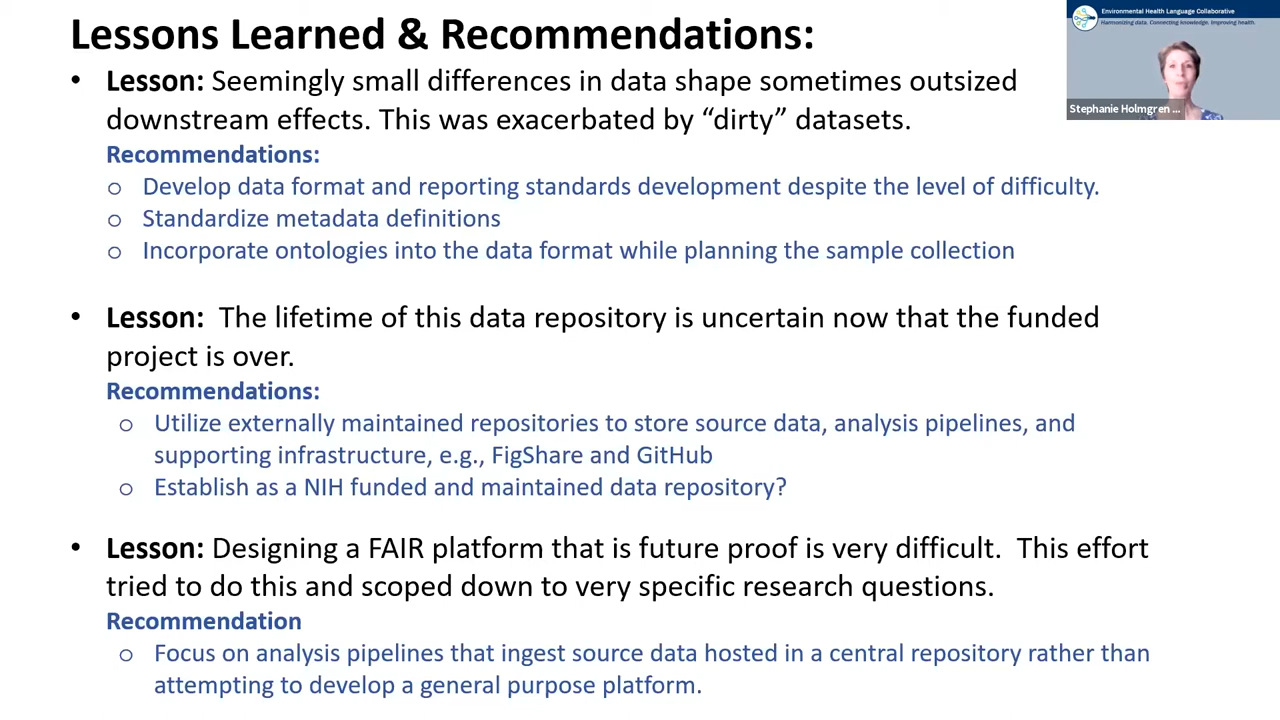 Lessons Learned & Recommendations:
• Lesson: Seemingly small differences in data shape sometimes outsized
downstream effects. This was exacerbated by “dirty” datasets.
Recommendations:
o Develop data format and reporting standards development despite the level of difficulty.
o Standardize metadata definitions
o Incorporate ontologies into the data format while planning the sample collection
• Lesson: The lifetime of this data repository is uncertain now that the funded
project is over.
Recommendations:
o Utilize externally maintained repositories to store source data, analysis pipelines, and
supporting infrastructure, e.g., FigShare and GitHub
o Establish as a NIH funded and maintained data repository?
• Lesson: Designing a FAIR platform that is future proof is very difficult. This effort
tried to do this and scoped down to very specific research questions.
Recommendation
o Focus on analysis pipelines that ingest source data hosted in a central repository rather than
attempting to develop a general purpose platform.
Environmental Health Language Collaborative
Harmonizing data. Connecting knowledge. Improving health.
Stephanie Holmgren ...